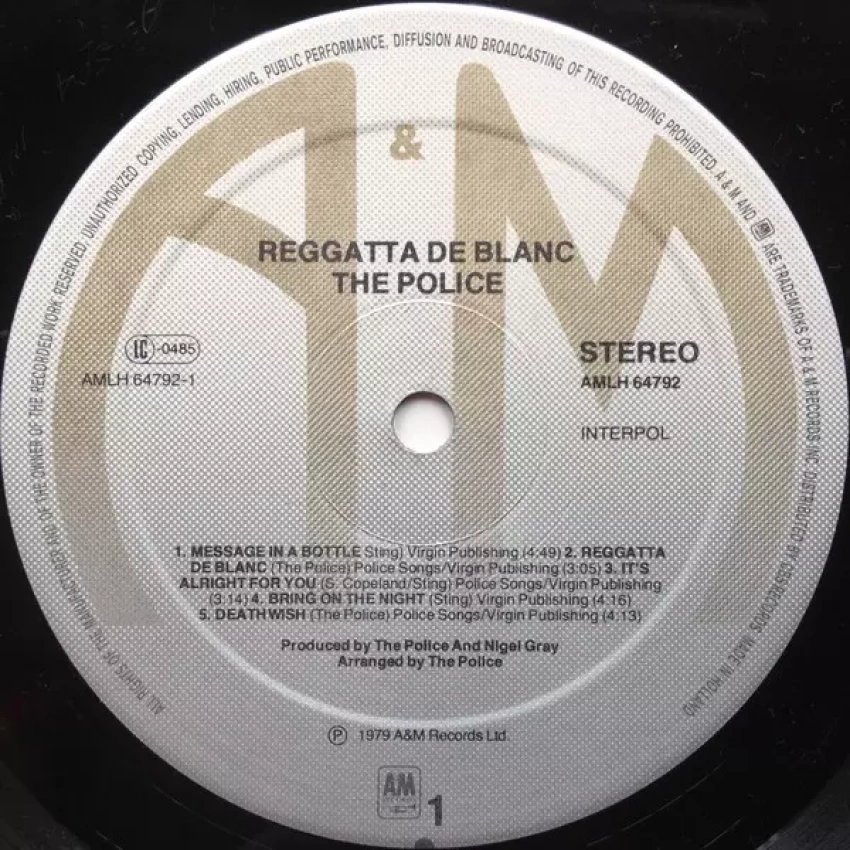 ALL RIGHTS OF THE MANUFACTURER AND OF THE OWNER OF THE RECORDED WORK RESERVED. UNAUTHORIZED COPYING, LENDING, HIRING, PUBLIC PERFORMANCE, DIFFUSION AND BROADCASTING OF THIS RECORDING PROHIBITED. A & M AND AM ARE TRADEMARKS OF A & M RECORDS INC. DISTRIBUTED BY CBS RECORDS. MADE IN HOLLAND
A & M
REGGATTA DE BLANC
THE POLICE
LC-0485
AMLH 64792-1
STEREO
AMLH 64792
INTERPOL
1. MESSAGE IN A BOTTLE Sting) Virgin Publishing (4:49) 2. REGGATTA
DE BLANC (The Police) Police Songs/Virgin Publishing (3:05) 3. IT'S
ALRIGHT FOR YOU (S. Copeland/Sting) Police Songs/Virgin Publishing
(3:14) 4. BRING ON THE NIGHT (Sting) Virgin Publishing (4:16)
5. DEATHWISH (The Police) Police Songs/Virgin Publishing (4:13)
Produced by The Police And Nigel Gray
Arranged by The Police
℗ 1979 A&M Records Ltd.
AM
1